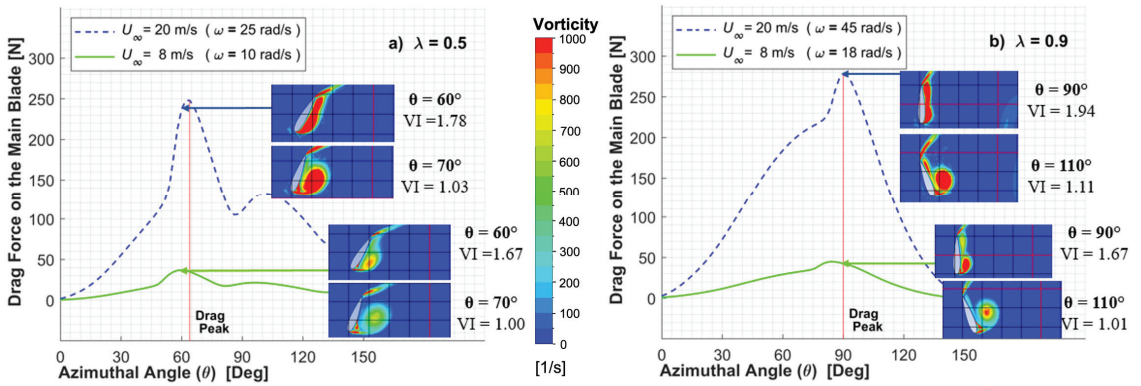 U∞ = 20 m/s ( ω = 25 rad/s )
U∞ = 8 m/s ( ω = 10 rad/s )
a) λ = 0.5
Drag Force on the Main Blade [N]
300
250
200
150
100
50
0
θ = 60°
VI=1.78
θ = 70°
VI = 1.03
θ = 60°
VI=1.67
θ = 70°
VI = 1.00
Drag
Peak
0
30
60
90
120
150
Azimuthal Angle (θ) [Deg]
Vorticity
1000
900
800
700
600
500
400
300
200
100
0
[1/s]
U∞ = 20 m/s ( ω = 45 rad/s )
U∞ = 8 m/s ( ω = 18 rad/s )
b) λ = 0.9
Drag Force on the Main Blade [N]
300
250
200
150
100
50
0
θ = 90°
VI = 1.94
θ = 110°
VI = 1.11
θ = 90°
VI = 1.67
θ = 110°
VI = 1.01
Drag
Peak
0
30
60
90
120
150
Azimuthal Angle (θ) [Deg]